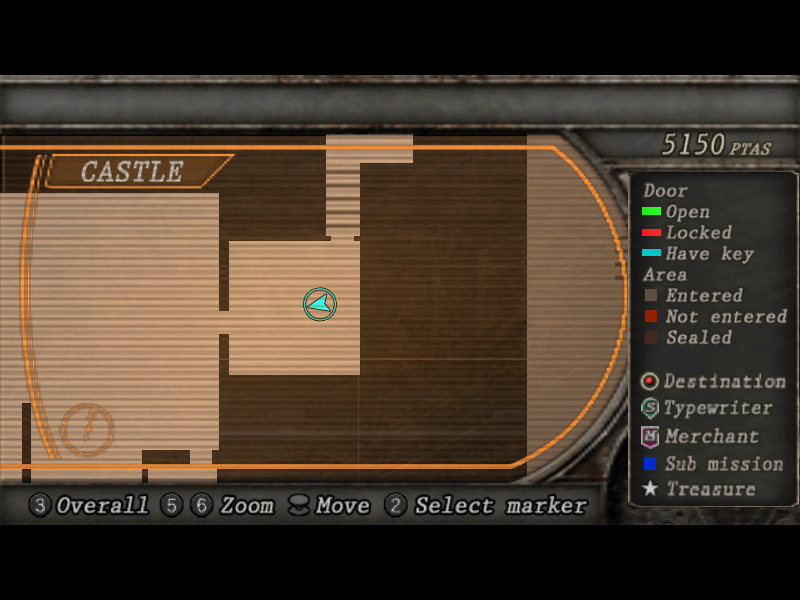 CASTLE
5150 PTAS
Door
Open
Locked
Have key
Area
Entered
Not entered
Sealed
Destination
S Typewriter
M Merchant
Sub mission
Treasure
3 Overall 5 6 Zoom Move 2 Select marker